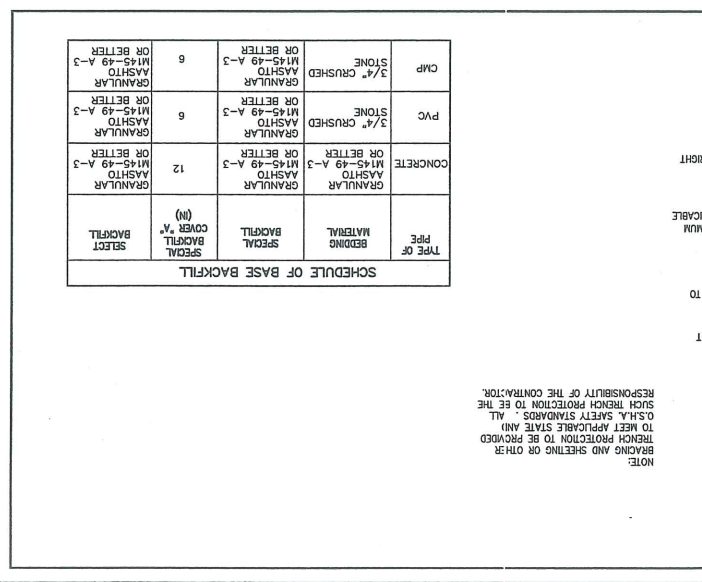 NOTE:
BRACING AND SHEETING OR OTHER
TRENCH PROTECTION TO BE PROVIDED
TO MEET APPLICABLE STATE AND
O.S.H.A. SAFETY STANDARDS . ALL
SUCH TRENCH PROTECTION TO BE THE
RESPONSIBILITY OF THE CONTRACTOR.
T
TO
MUM
ICABLE
RIGHT
SCHEDULE OF BASE BACKFILL
TYPE OF
PIPE
BEDDING
MATERIAL
SPECIAL
BACKFILL
SPECIAL
BACKFILL
COVER "A"
(IN)
SELECT
BACKFILL
CONCRETE
GRANULAR
AASHTO
M145-49 A-3
OR BETTER
GRANULAR
AASHTO
M145-49 A-3
OR BETTER
12
GRANULAR
AASHTO
M145-49 A-3
OR BETTER
PVC
3/4" CRUSHED
STONE
GRANULAR
AASHTO
M145-49 A-3
OR BETTER
6
GRANULAR
AASHTO
M145-49 A-3
OR BETTER
CMP
3/4" CRUSHED
STONE
GRANULAR
AASHTO
M145-49 A-3
OR BETTER
6
GRANULAR
AASHTO
M145-49 A-3
OR BETTER